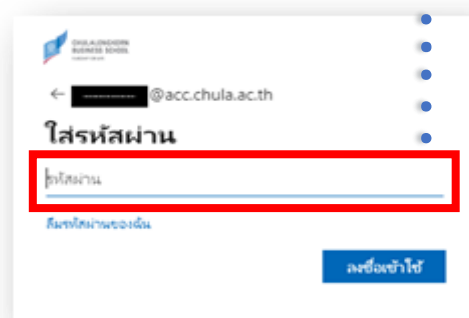 CHULALONGKORN
BUSINESS SCHOOL
← @acc.chula.ac.th
ใส่รหัสผ่าน
รหัสผ่าน
ลืมรหัสผ่านของฉัน
ลงชื่อเข้าใช้